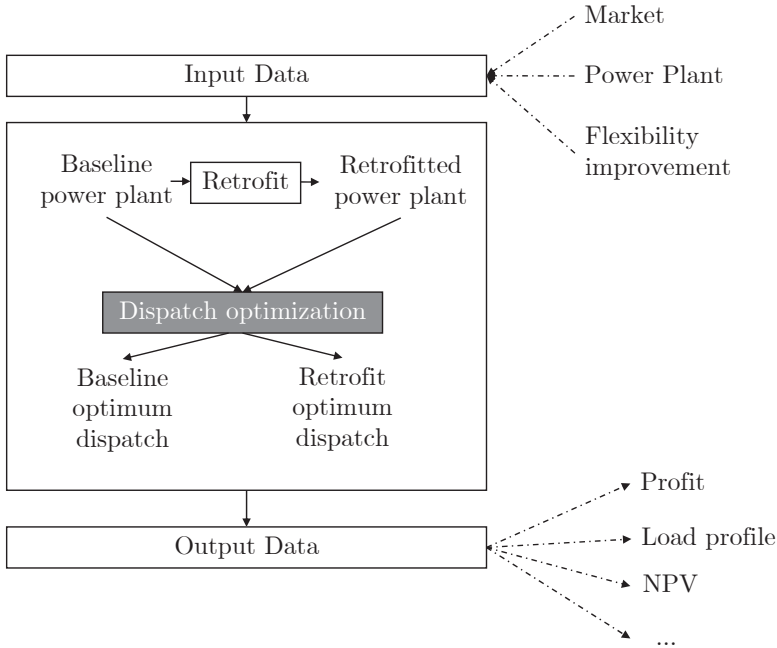 Market
Input Data
Power Plant
Flexibility
improvement
Baseline
power plant
Retrofit
Retrofitted
power plant
Dispatch optimization
Baseline
optimum
dispatch
Retrofit
optimum
dispatch
Output Data
Profit
Load profile
NPV
...